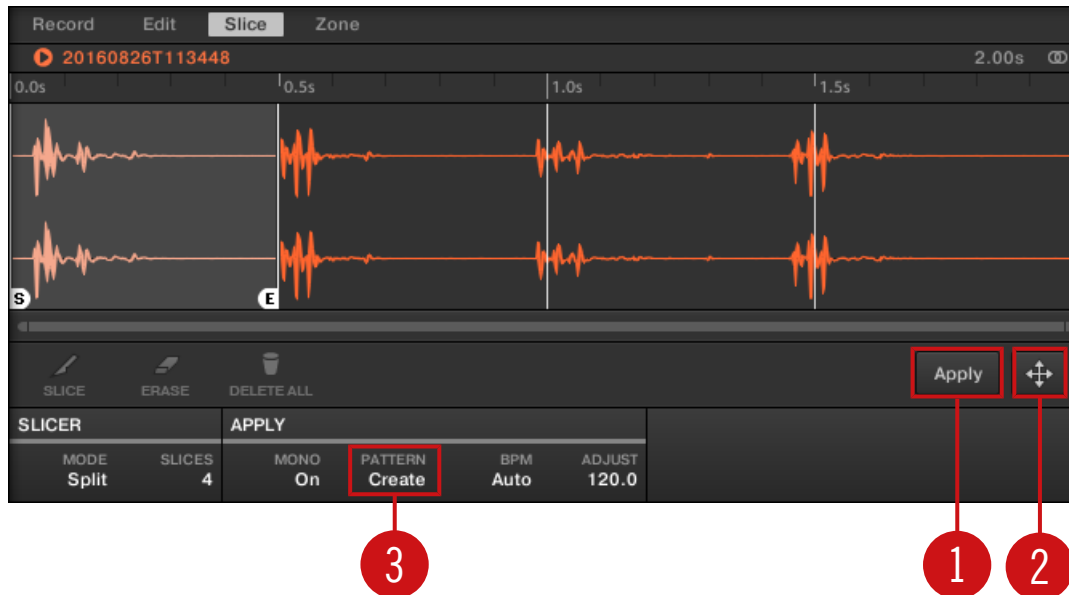 Record Edit Slice Zone
20160826T113448 2.00s
0.0s 0.5s 1.0s 1.5s
S E
SLICE ERASE DELETE ALL Apply
SLICER APPLY
MODE SLICES MONO PATTERN BPM ADJUST
Split 4 On Create Auto 120.0
3 1 2